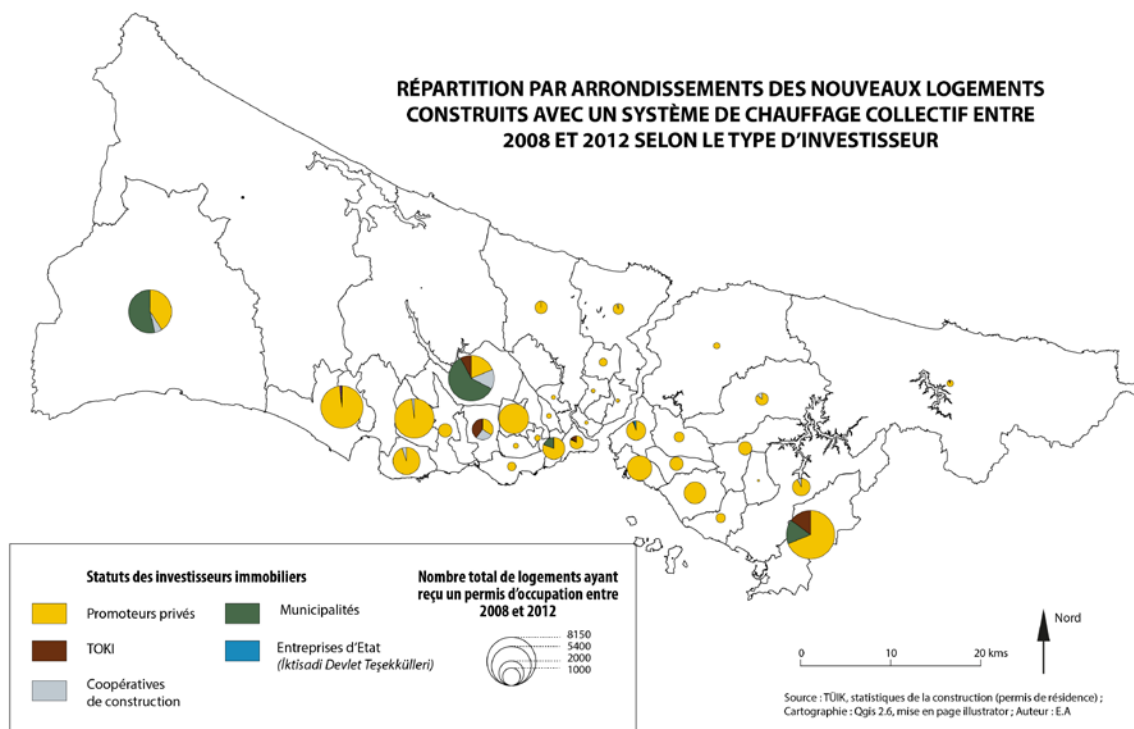 RÉPARTITION PAR ARRONDISSEMENTS DES NOUVEAUX LOGEMENTS
CONSTRUITS AVEC UN SYSTÈME DE CHAUFFAGE COLLECTIF ENTRE
2008 ET 2012 SELON LE TYPE D'INVESTISSEUR
Statuts des investisseurs immobiliers
Promoteurs privés
TOKI
Coopératives
de construction
Municipalités
Entreprises d'Etat
(İktisadi Devlet Teşekkülleri)
Nombre total de logements ayant
reçu un permis d'occupation entre
2008 et 2012
8150
5400
2000
1000
Nord
0 10 20 kms
Source : TÜIK, statistiques de la construction (permis de résidence) ;
Cartographie : Qgis 2.6, mise en page illustrator ; Auteur : E.A